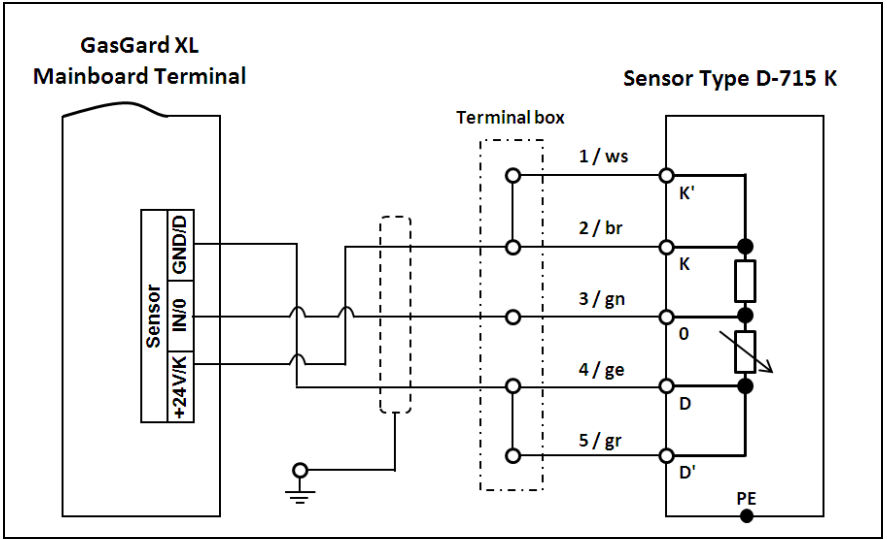 GasGard XL
Mainboard Terminal
Sensor Type D-715 K
Terminal box
1 / ws
K'
2 / br
K
3 / gn
0
4 / ge
D
5 / gr
D'
PE
Sensor
GND/D
IN/0
+24V/K